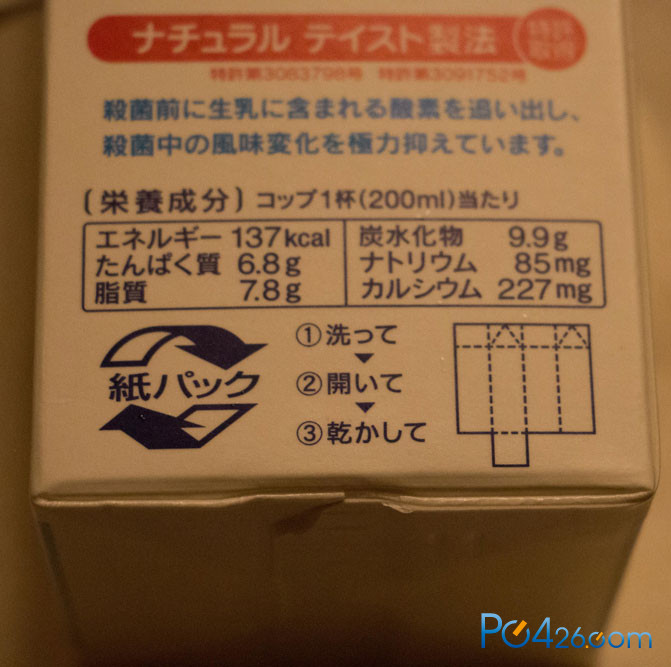 ナチュラル テイスト製法 特許
取得
特許第3083798号 特許第3091752号
殺菌前に生乳に含まれる酸素を追い出し、
殺菌中の風味変化を極力抑えています。
〔栄養成分〕コップ1杯(200ml)当たり
エネルギー 137kcal 炭水化物 9.9g
たんぱく質 6.8g ナトリウム 85mg
脂質 7.8g カルシウム 227mg
紙パック
①洗って
②開いて
③乾かして
PC426.com